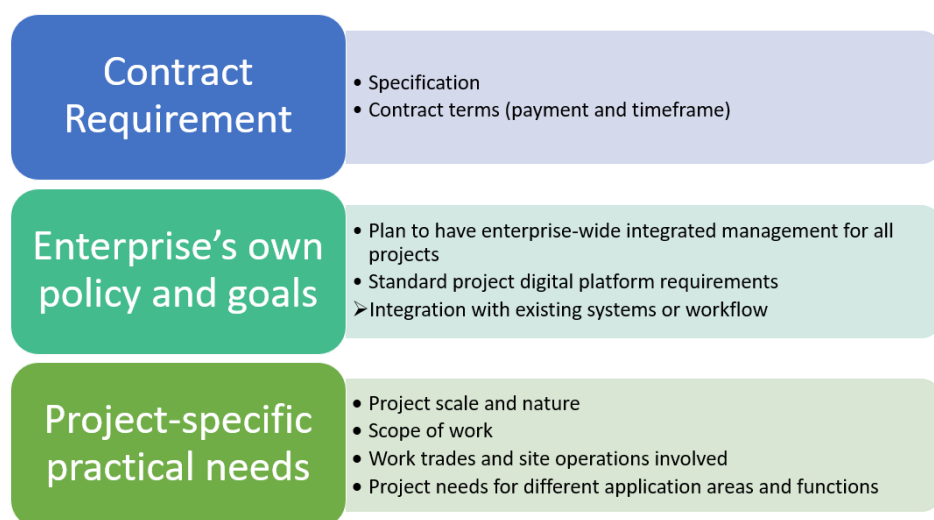 Contract
Requirement
• Specification
• Contract terms (payment and timeframe)
Enterprise's own
policy and goals
• Plan to have enterprise-wide integrated management for all
projects
• Standard project digital platform requirements
➢Integration with existing systems or workflow
Project-specific
practical needs
• Project scale and nature
• Scope of work
• Work trades and site operations involved
• Project needs for different application areas and functions